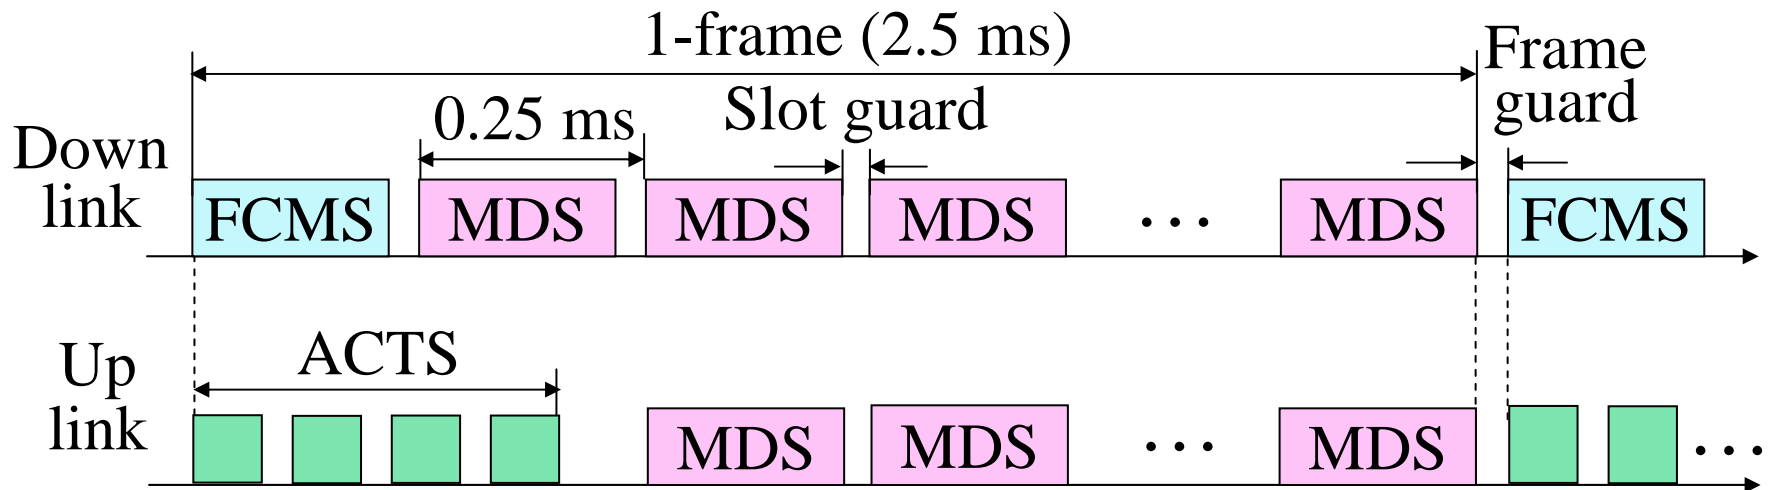 1-frame (2.5 ms)
Frame
guard
0.25 ms
Slot guard
Down
link
FCMS
MDS
MDS
MDS
...
MDS
FCMS
ACTS
Up
link
MDS
MDS
...
MDS
...